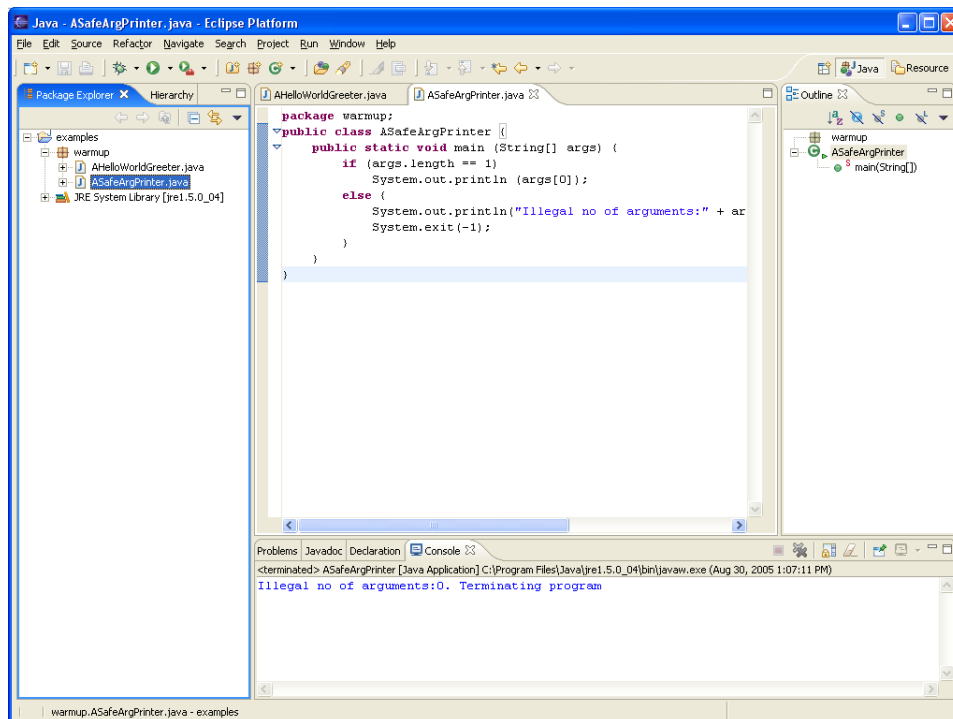 Java - ASafeArgPrinter.java - Eclipse Platform
File Edit Source Refactor Navigate Search Project Run Window Help
Java Resource
Package Explorer Hierarchy
examples
warmup
AHelloWorldGreeter.java
ASafeArgPrinter.java
JRE System Library [jre1.5.0_04]
AHelloWorldGreeter.java ASafeArgPrinter.java
package warmup;
public class ASafeArgPrinter {
public static void main (String[] args) {
if (args.length == 1)
System.out.println (args[0]);
else {
System.out.println("Illegal no of arguments:" + ar
System.exit(-1);
}
}
}
Outline
warmup
ASafeArgPrinter
main(String[])
Problems Javadoc Declaration Console
<terminated> ASafeArgPrinter [Java Application] C:\Program Files\Java\jre1.5.0_04\bin\javaw.exe (Aug 30, 2005 1:07:11 PM)
Illegal no of arguments:0. Terminating program
warmup.ASafeArgPrinter.java - examples